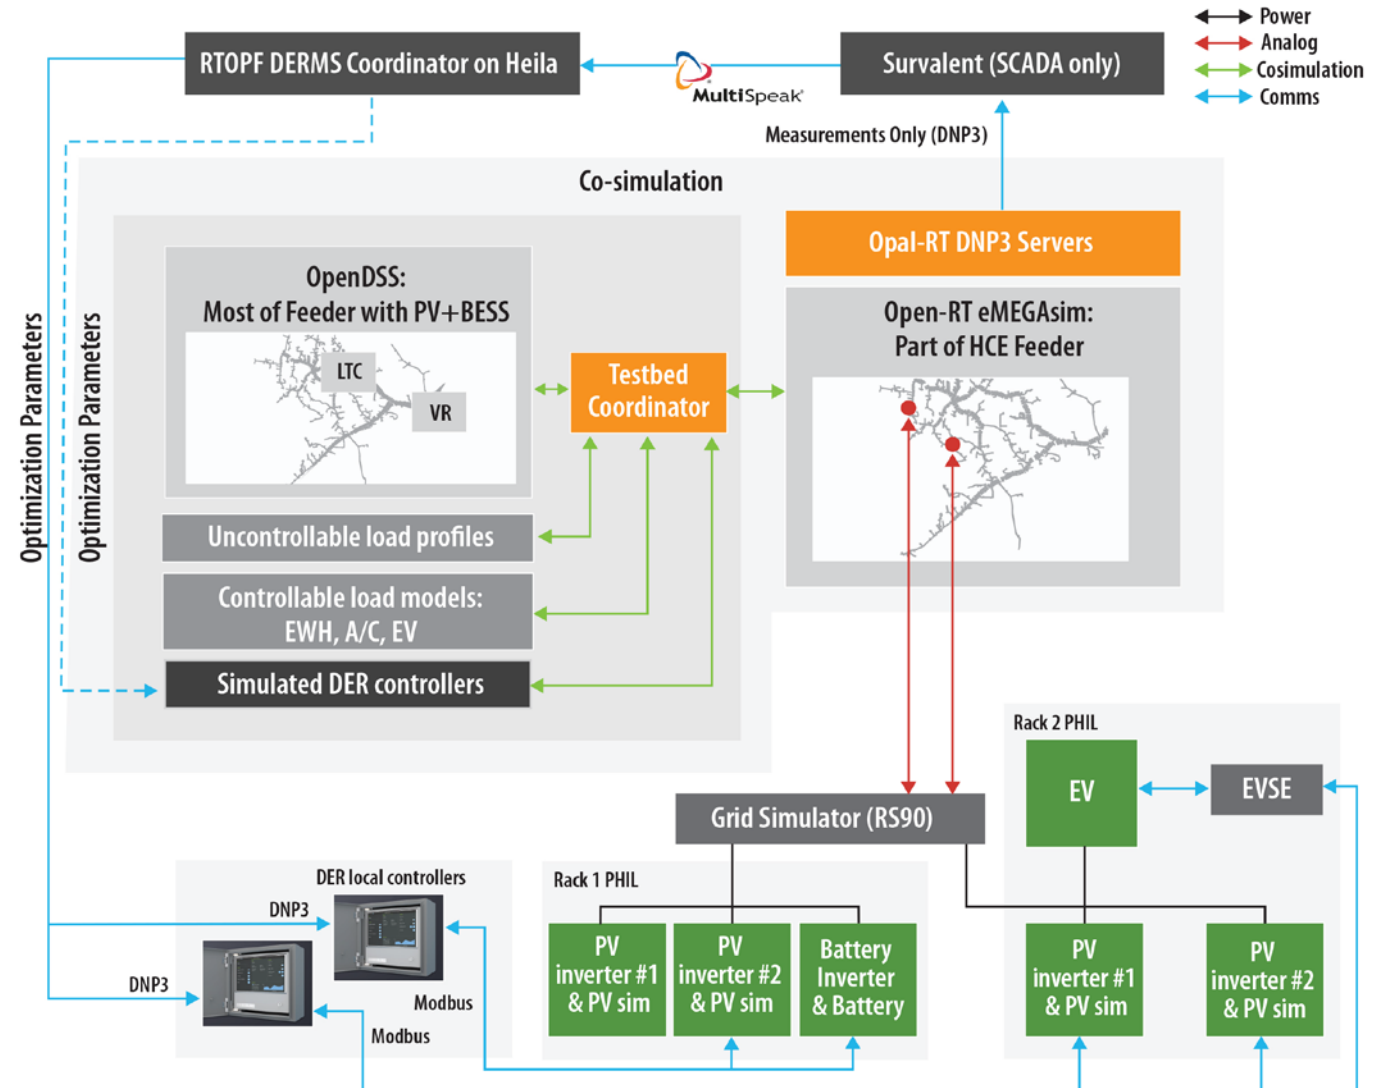 Power
Analog
Cosimulation
Comms
RTOPF DERMS Coordinator on Heila
MultiSpeak®
Survalent (SCADA only)
Measurements Only (DNP3)
Co-simulation
Opal-RT DNP3 Servers
OpenDSS:
Most of Feeder with PV+BESS
LTC
VR
Testbed
Coordinator
Open-RT eMEGAsim:
Part of HCE Feeder
Optimization Parameters
Optimization Parameters
Uncontrollable load profiles
Controllable load models:
EWH, A/C, EV
Simulated DER controllers
Rack 2 PHIL
EV
EVSE
Grid Simulator (RS90)
DER local controllers
DNP3
DNP3
Modbus
Modbus
Rack 1 PHIL
PV
inverter #1
& PV sim
PV
inverter #2
& PV sim
Battery
Inverter
& Battery
PV
inverter #1
& PV sim
PV
inverter #2
& PV sim